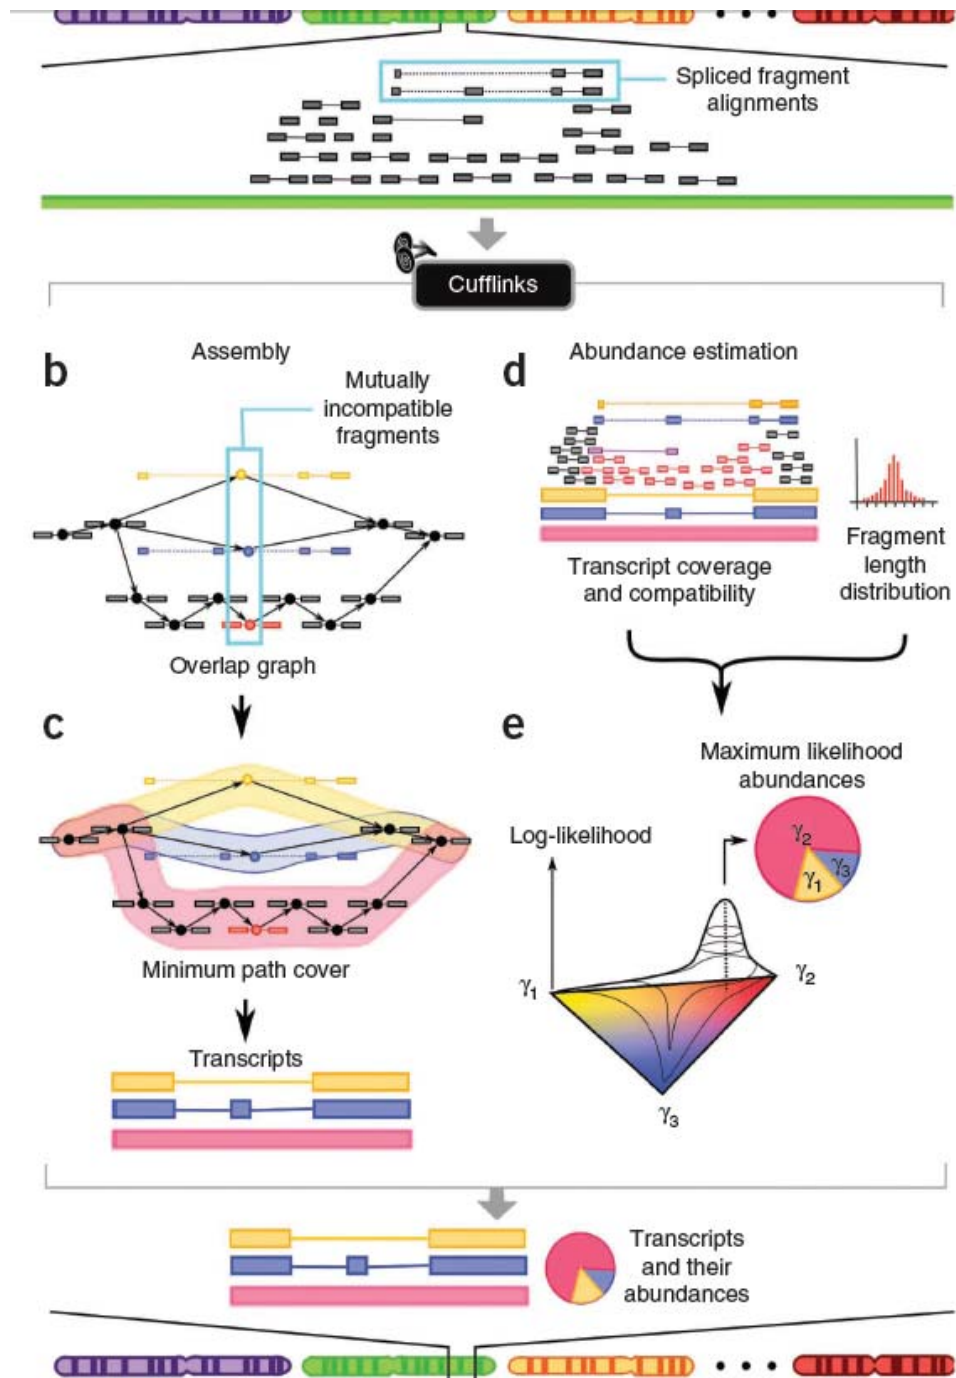 Spliced fragment
alignments
Cufflinks
b
Assembly
Mutually
incompatible
fragments
Overlap graph
c
Minimum path cover
Transcripts
d
Abundance estimation
Transcript coverage
and compatibility
Fragment
length
distribution
e
Maximum likelihood
abundances
Log-likelihood
γ2
γ3
γ1
γ1
γ2
γ3
Transcripts
and their
abundances